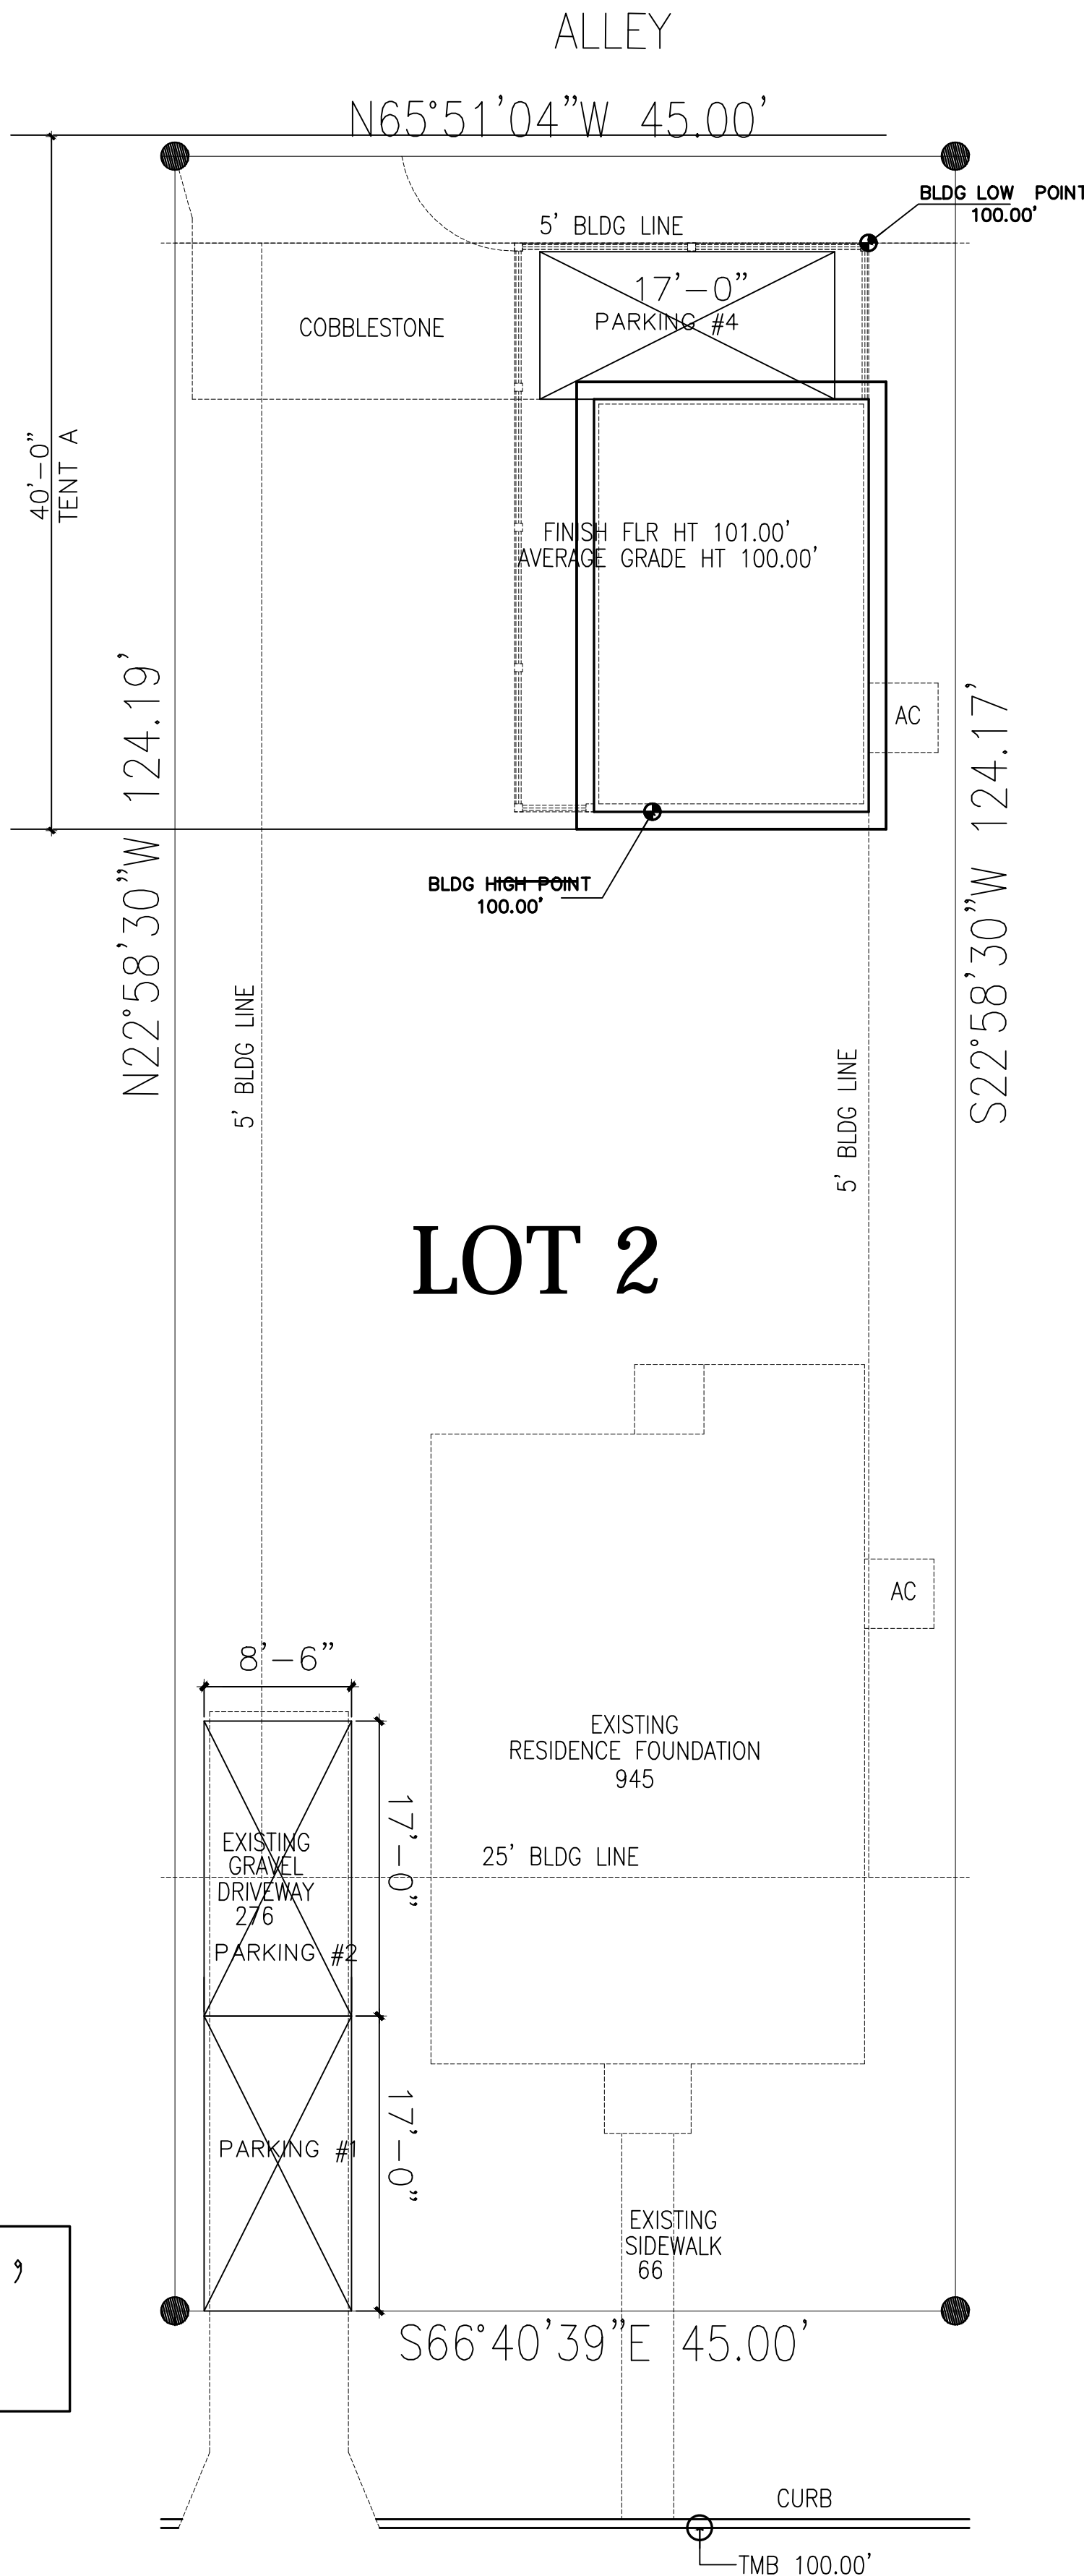 ALLEY
N65°51'04"W 45.00'
BLDG LOW POINT
100.00'
5' BLDG LINE
17'-0"
PARKING #4
COBBLESTONE
40'-0"
TENT A
FINISH FLR HT 101.00'
AVERAGE GRADE HT 100.00'
N22°58'30"W 124.19'
AC
S22°58'30"W 124.17'
BLDG HIGH POINT
100.00'
5' BLDG LINE
5' BLDG LINE
LOT 2
AC
8'-6"
EXISTING
RESIDENCE FOUNDATION
945
17'-0"
EXISTING
GRAVEL
DRIVEWAY
276
25' BLDG LINE
PARKING #2
17'-0"
PARKING #1
EXISTING
SIDEWALK
66
,
S66°40'39"E 45.00'
CURB
TMB 100.00'